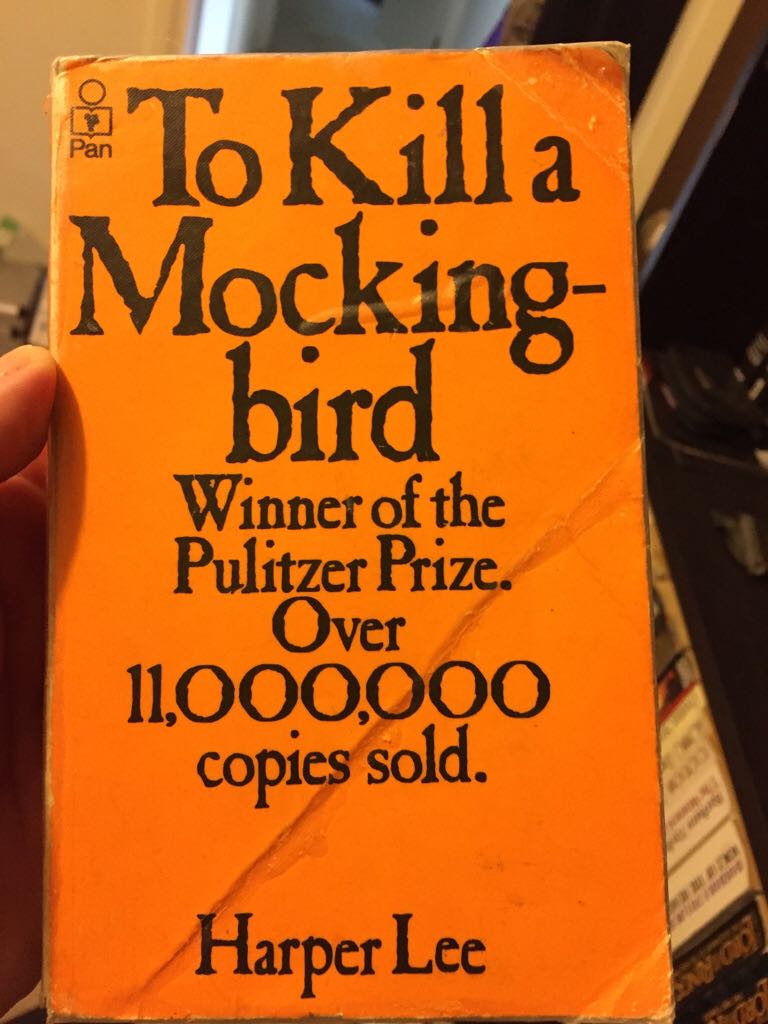 Pan
To Kill a
Mocking-
bird
Winner of the
Pulitzer Prize.
Over
11,000,000
copies sold.
Harper Lee